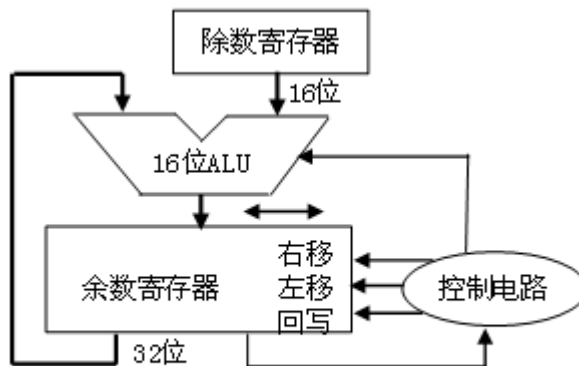 除数寄存器
16位
16位ALU
右移
余数寄存器
左移
控制电路
回写
32位